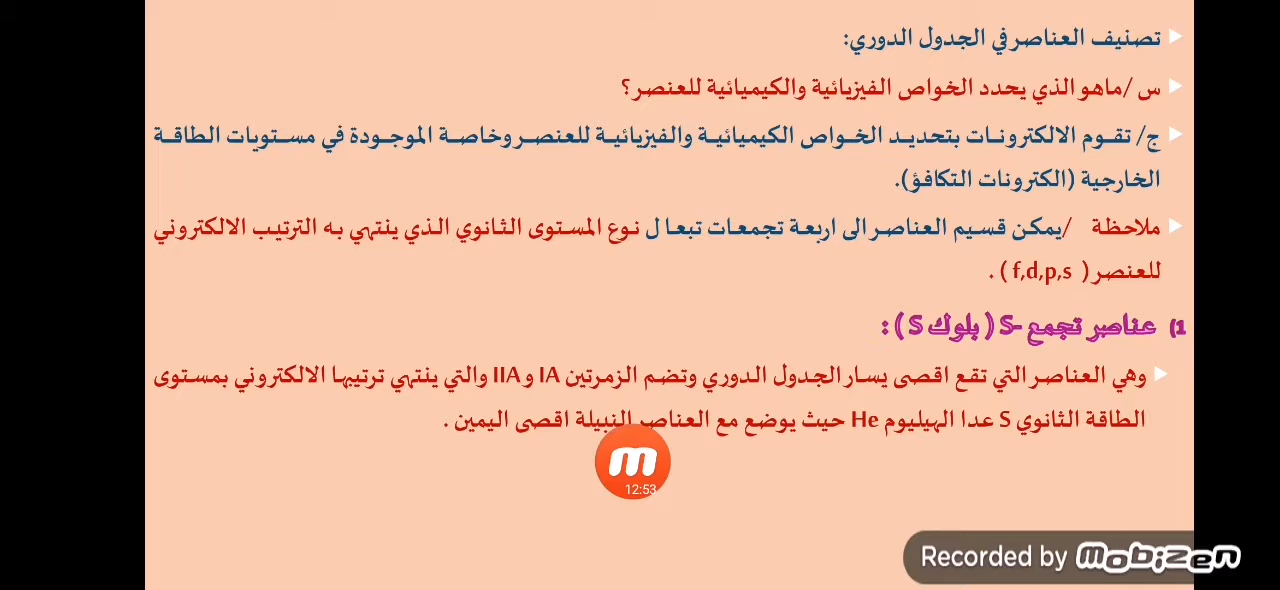 تصنيف العناصر في الجدول الدوري:
س /ماهو الذي يحدد الخواص الفيزيائية والكيميائية للعنصر؟
ج/ تقوم الالكترونات بتحديد الخواص الكيميائية والفيزيائية للعنصر وخاصة الموجودة في مستويات الطاقة
الخارجية (الكترونات التكافؤ).
ملاحظة /يمكن قسيم العناصر الى اربعة تجمعات تبعا ل نوع المستوى الثانوي الذي ينتهي به الترتيب الالكتروني
للعنصر ( f,d,p,s ) .
1) عناصر تجمع -S ( بلوك S ) :
وهي العناصر التي تقع اقصى يسار الجدول الدوري وتضم الزمرتين IA و IIA والتي ينتهي ترتيبها الالكتروني بمستوى
الطاقة الثانوي S عدا الهيليوم He حيث يوضع مع العناصر النبيلة اقصى اليمين .
m
12:53
Recorded by mobizen